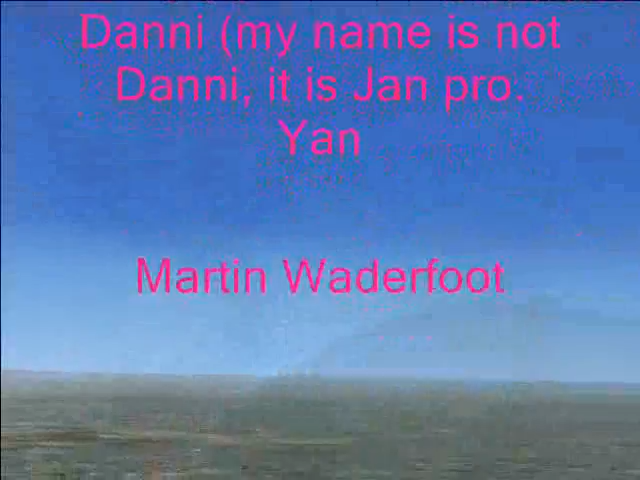 Danni (my name is not
Danni, it is Jan pro.
Yan
Martin Waderfoot